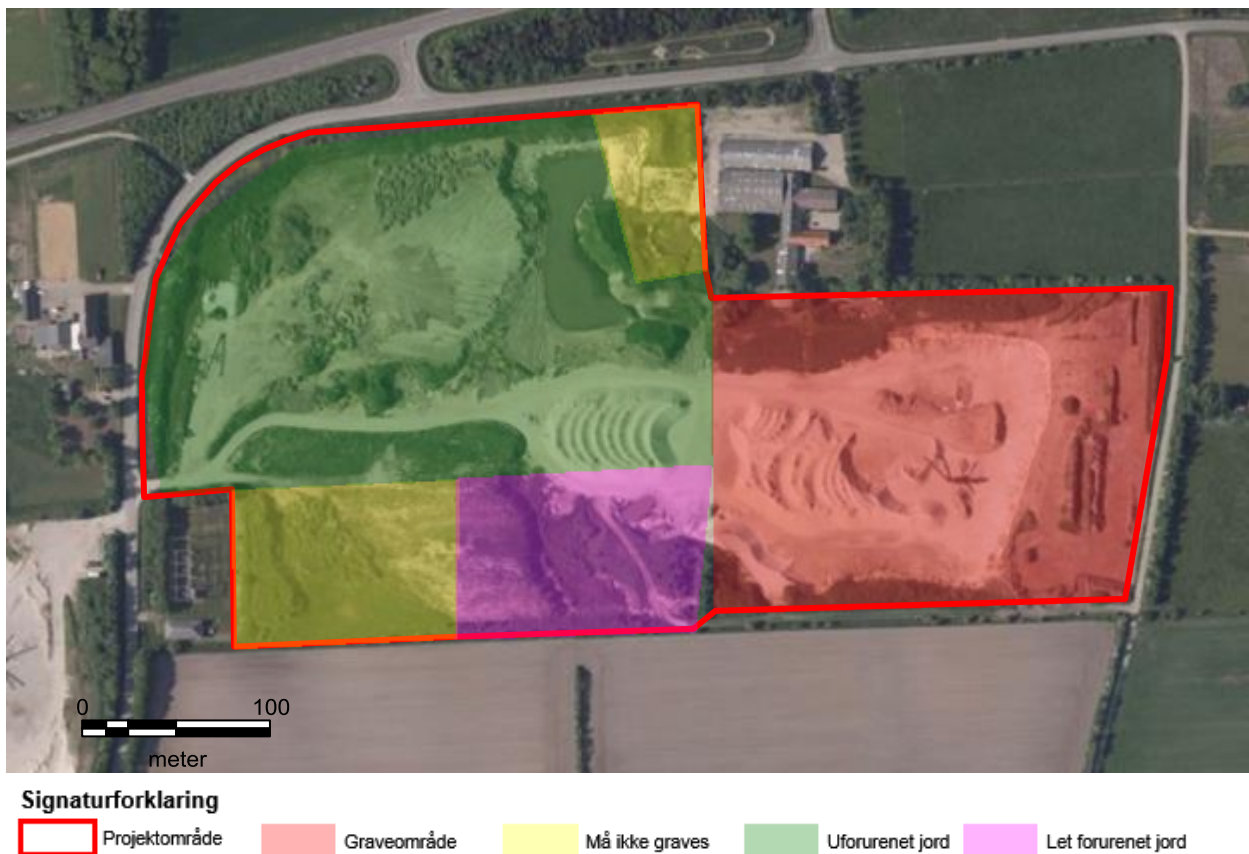 0 100
meter
Signaturforklaring
Projektområde Graveområde Må ikke graves Uforurenet jord Let forurenet jord